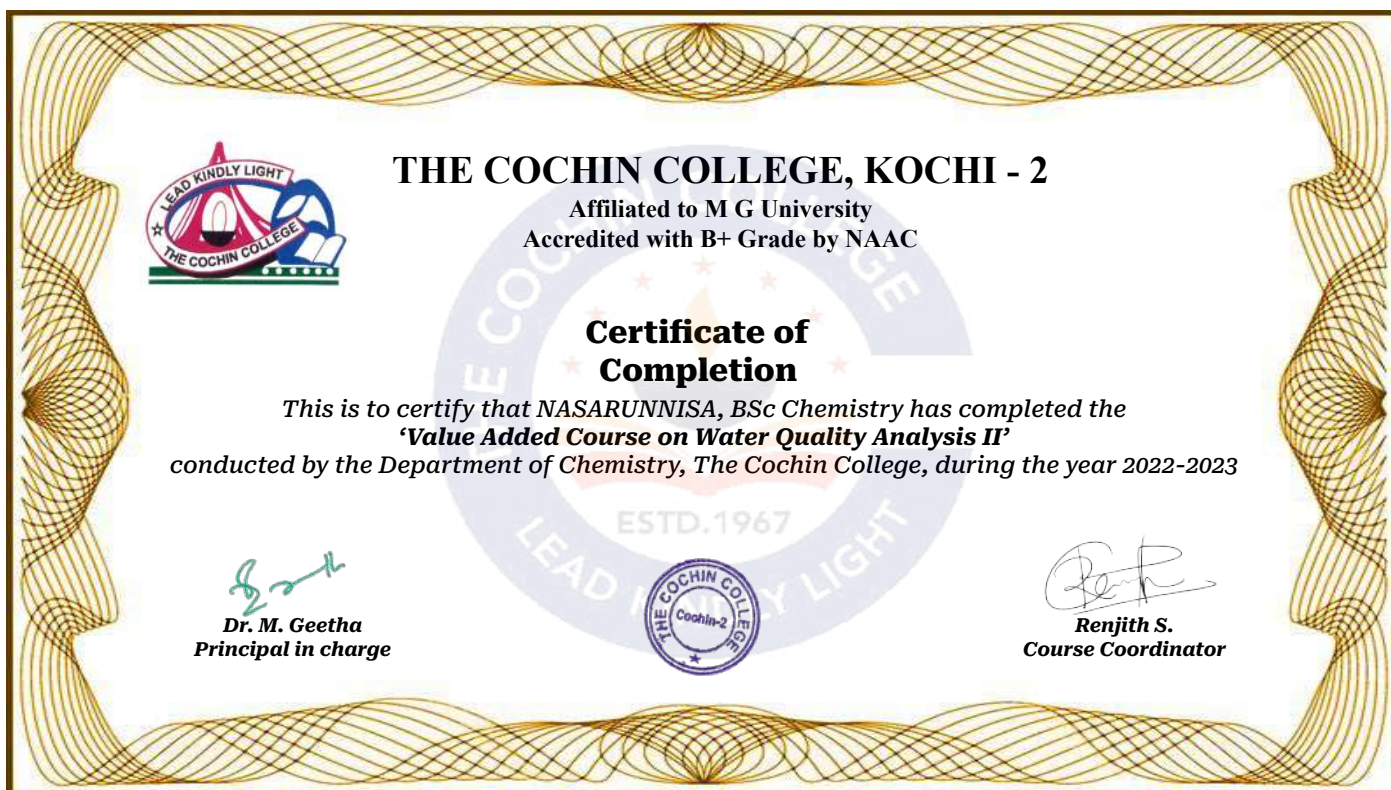 LEAD KINDLY LIGHT
THE COCHIN COLLEGE
THE COCHIN COLLEGE, KOCHI - 2
Affiliated to M G University
Accredited with B+ Grade by NAAC
THE COCHIN COLLEGE
Certificate of
Completion
This is to certify that NASARUNNISA, BSc Chemistry has completed the
‘Value Added Course on Water Quality Analysis II’
conducted by the Department of Chemistry, The Cochin College, during the year 2022-2023
ESTD.1967
LEAD KINDLY LIGHT
THE COCHIN COLLEGE
Cochin-2
Dr. M. Geetha
Principal in charge
Renjith S.
Course Coordinator